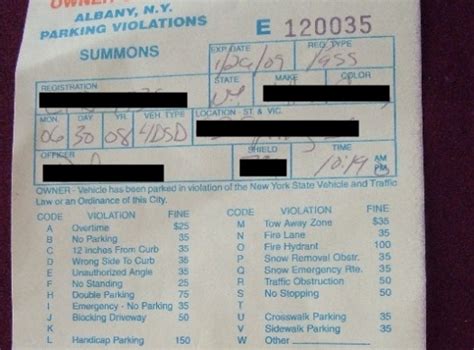 OWNER
ALBANY, N.Y.
PARKING VIOLATIONS
E 120035
SUMMONS
EXP DATE REG. TYPE
1/26/09 PASS
REGISTRATION STATE MAKE COLOR
NY
MON. DAY YR. VEH. TYPE LOCATION - ST. & VIC.
06 30 08 4DSD
OFFICER SHIELD TIME
10:19 AM PM
OWNER - Vehicle has been parked in violation of the New York State Vehicle and Traffic
Law or an Ordinance of this City.
CODE VIOLATION FINE
A Overtime $25
B No Parking 35
C 12 inches From Curb 35
D Wrong Side To Curb 35
E Unauthorized Angle 35
F No Standing 25
H Double Parking 75
I Emergency - No Parking 35
J Blocking Driveway 50
K
L Handicap Parking 150
CODE VIOLATION FINE
M Tow Away Zone $35
N Fire Lane 35
O Fire Hydrant 100
P Snow Removal Obstr. 35
Q Snow Emergency Rte. 35
R Traffic Obstruction 50
S No Stopping 50
T
U Crosswalk Parking 35
V Sidewalk Parking 35
W Other